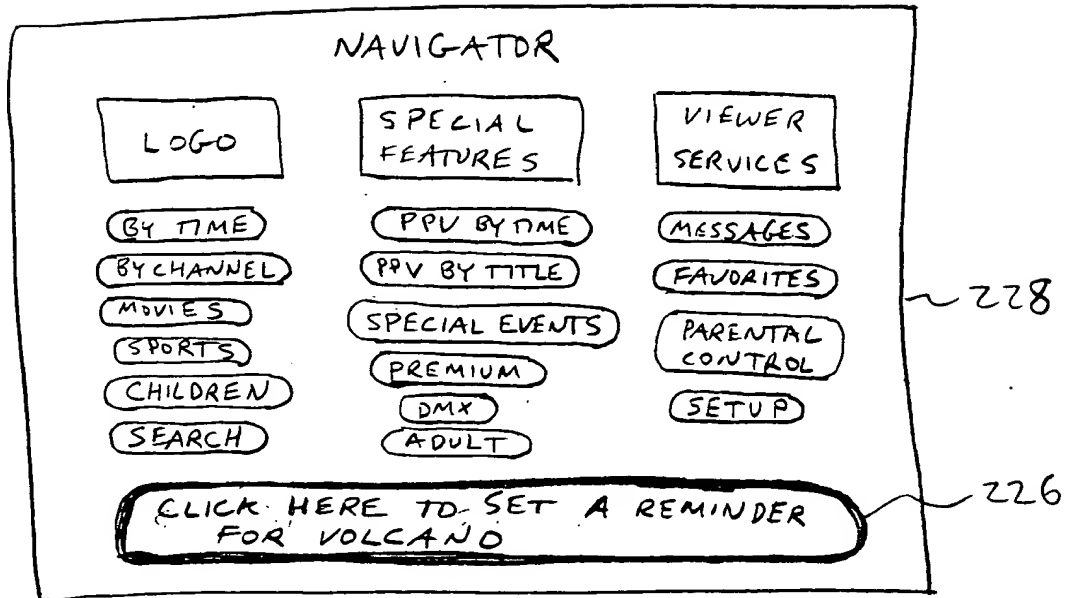 NAVIGATOR
LOGO
SPECIAL
FEATURES
VIEWER
SERVICES
BY TIME
BY CHANNEL
MOVIES
SPORTS
CHILDREN
SEARCH
PPV BY TIME
PPV BY TITLE
SPECIAL EVENTS
PREMIUM
DMX
ADULT
MESSAGES
FAVORITES
PARENTAL
CONTROL
SETUP
228
CLICK HERE TO SET A REMINDER
FOR VOLCANO
226